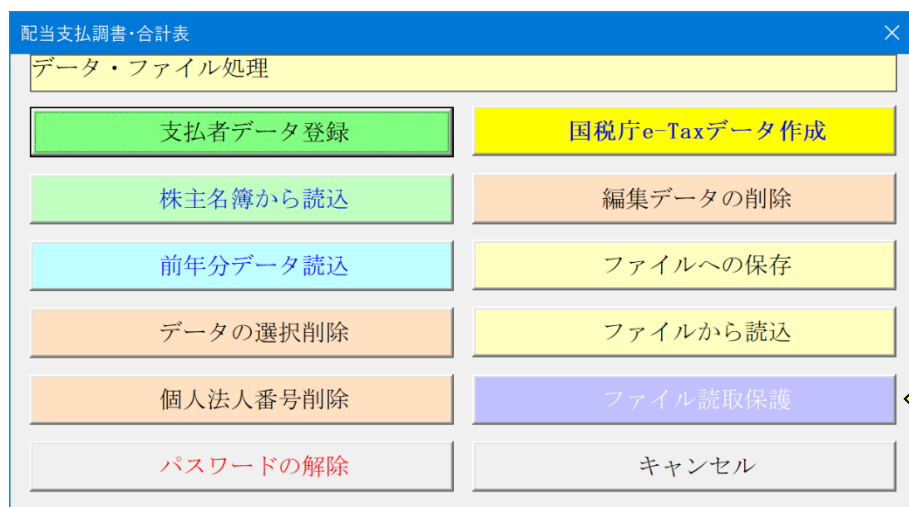 配当支払調書・合計表
データ・ファイル処理
支払者データ登録
国税庁e-Taxデータ作成
株主名簿から読込
編集データの削除
前年分データ読込
ファイルへの保存
データの選択削除
ファイルから読込
個人法人番号削除
ファイル読取保護
パスワードの解除
キャンセル